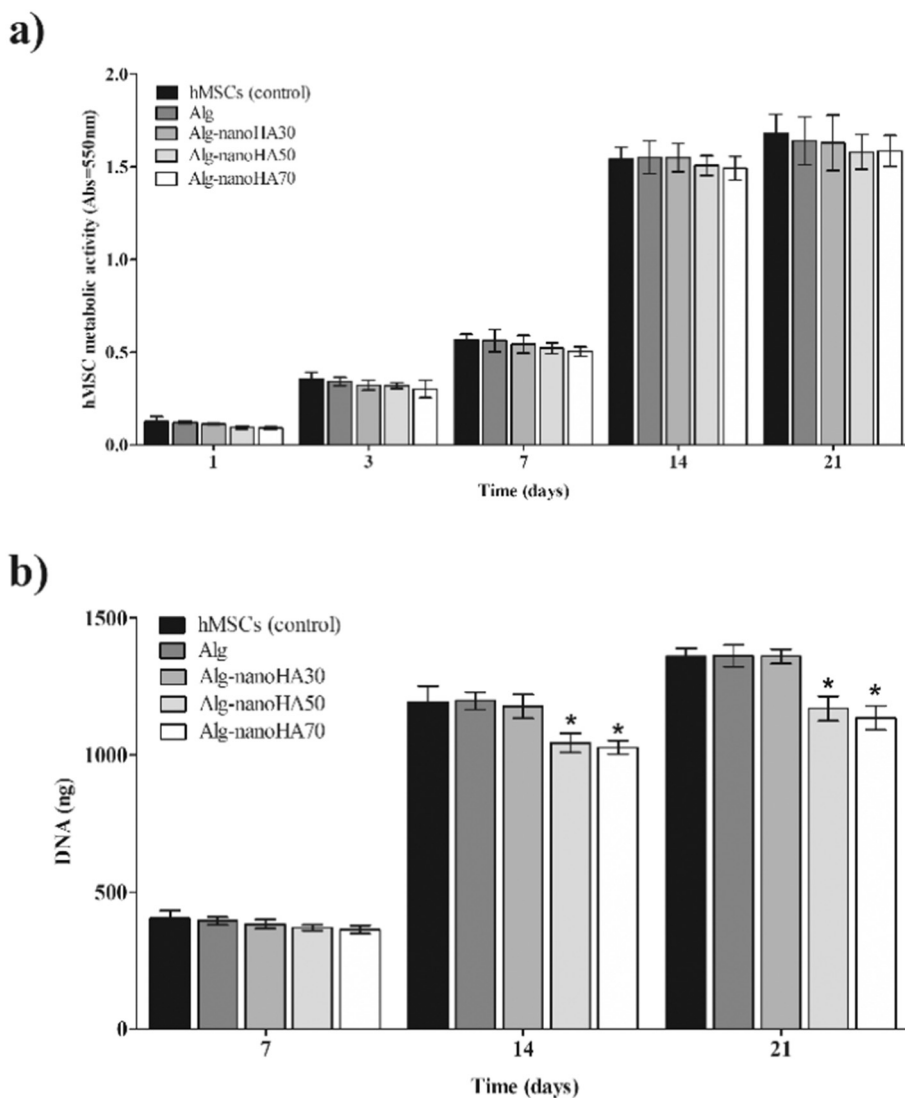 a)
2.0
1.5
1.0
0.5
0.0
hMSC metabolic activity (Abs=550nm)
hMSCs (control)
Alg
Alg-nanoHA30
Alg-nanoHA50
Alg-nanoHA70
1 3 7 14 21
Time (days)
b)
1500
1000
500
0
DNA (ng)
hMSCs (control)
Alg
Alg-nanoHA30
Alg-nanoHA50
Alg-nanoHA70
* *
* *
7 14 21
Time (days)